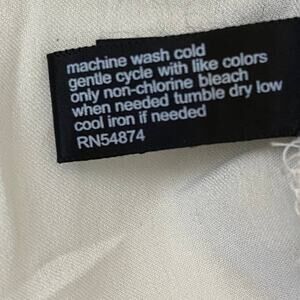 machine wash cold
gentle cycle with like colors
only non-chlorine bleach
when needed tumble dry low
cool iron if needed
RN54874